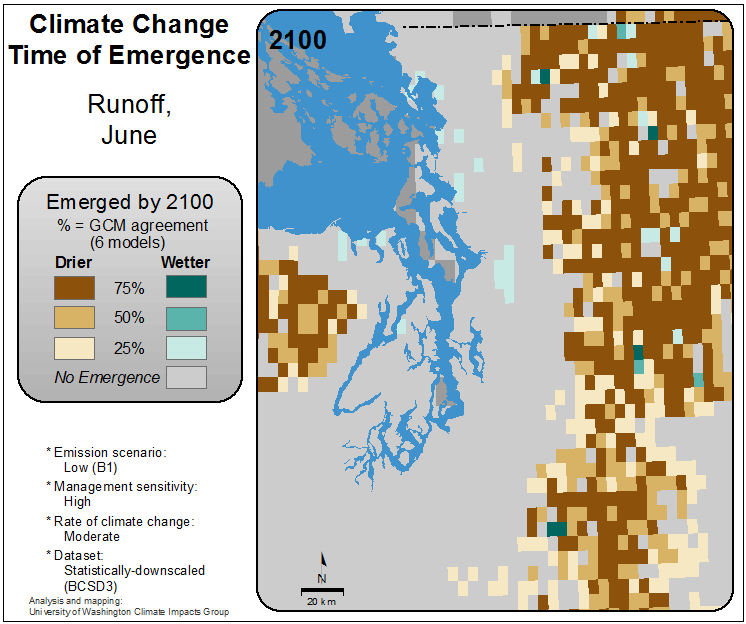 Climate Change
Time of Emergence
Runoff,
June
Emerged by 2100
% = GCM agreement
(6 models)
Drier Wetter
75%
50%
25%
No Emergence
* Emission scenario:
Low (B1)
* Management sensitivity:
High
* Rate of climate change:
Moderate
* Dataset:
Statistically-downscaled
(BCSD3)
Analysis and mapping:
University of Washington Climate Impacts Group
2100
N
20 km